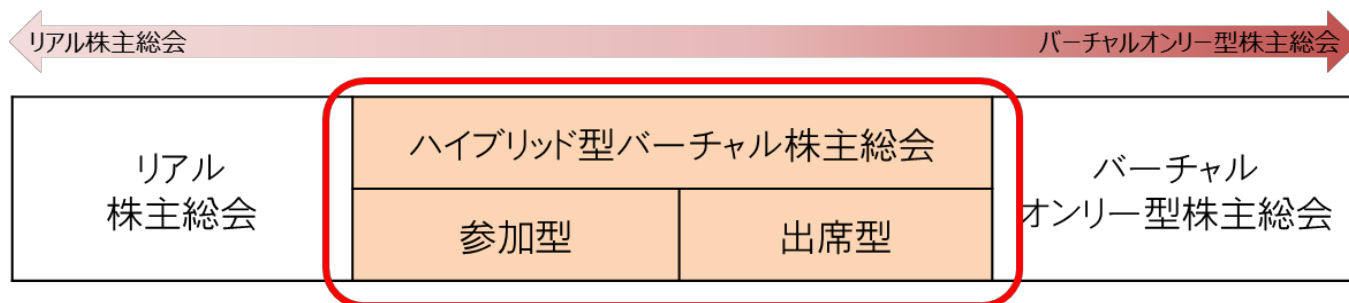 リアル株主総会
バーチャルオンリー型株主総会
リアル
株主総会
ハイブリッド型バーチャル株主総会
参加型
出席型
バーチャル
オンリー型株主総会